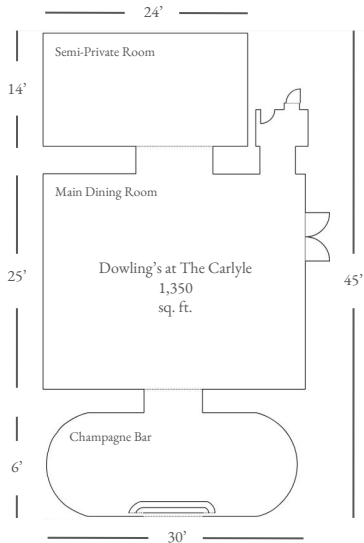 24’
Semi-Private Room
14’
Main Dining Room
Dowling’s at The Carlyle
1,350
sq. ft.
25’
45’
Champagne Bar
6’
30’